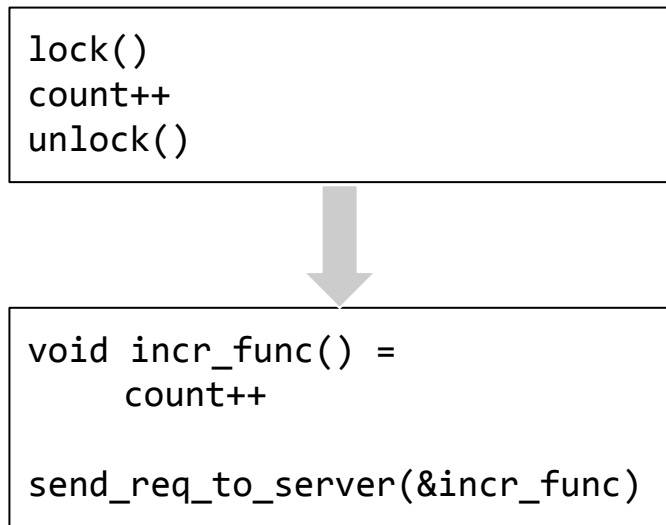 lock()
count++
unlock()
void incr_func() =
count++
send_req_to_server(&incr_func)